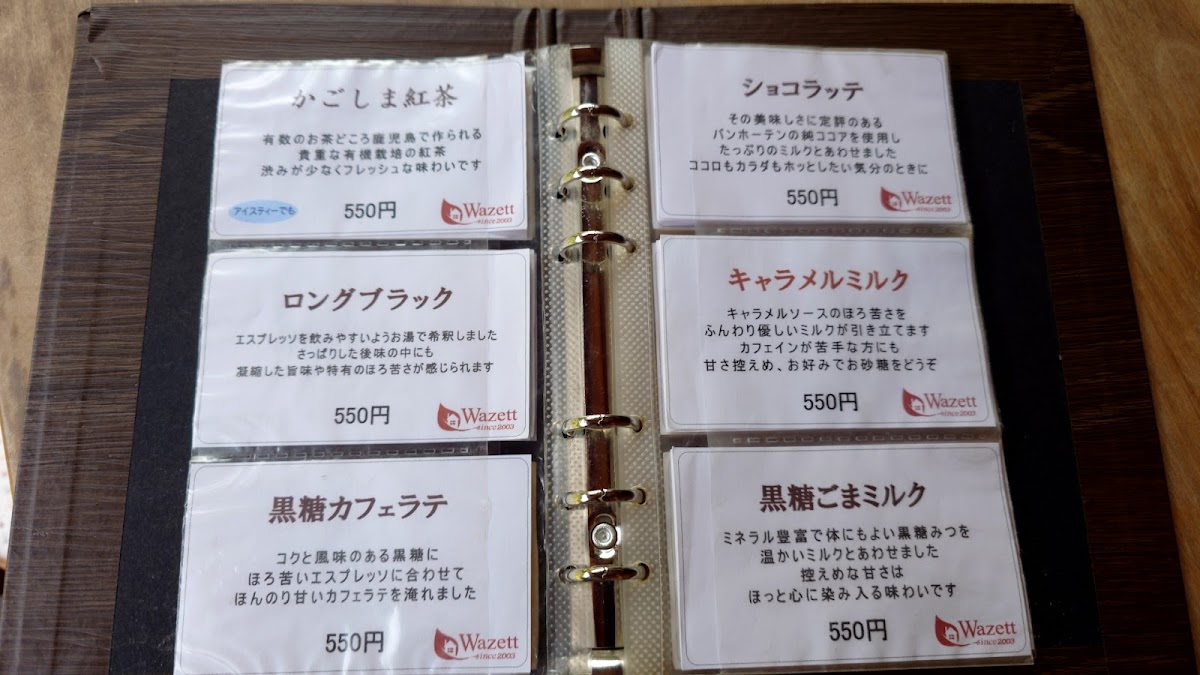 かごしま紅茶
有数のお茶どころ鹿児島で作られる
貴重な有機栽培の紅茶
渋みが少なくフレッシュな味わいです
アイスティーでも
550円
Wazett
since2003
ロングブラック
エスプレッソを飲みやすいようお湯で希釈しました
さっぱりした後味の中にも
凝縮した旨味や特有のほろ苦さが感じられます
550円
Wazett
since2003
黒糖カフェラテ
コクと風味のある黒糖に
ほろ苦いエスプレッソに合わせて
ほんのり甘いカフェラテを淹れました
550円
Wazett
since2003
ショコラッテ
その美味しさに定評のある
バンホーテンの純ココアを使用し
たっぷりのミルクとあわせました
ココロもカラダもホッとしたい気分のときに
550円
Wazett
since2003
キャラメルミルク
キャラメルソースのほろ苦さを
ふんわり優しいミルクが引き立てます
カフェインが苦手な方にも
甘さ控えめ、お好みでお砂糖をどうぞ
550円
Wazett
since2003
黒糖ごまミルク
ミネラル豊富で体にもよい黒糖みつを
温かいミルクとあわせました
控えめな甘さは
ほっと心に染み入る味わいです
550円
Wazett
since2003